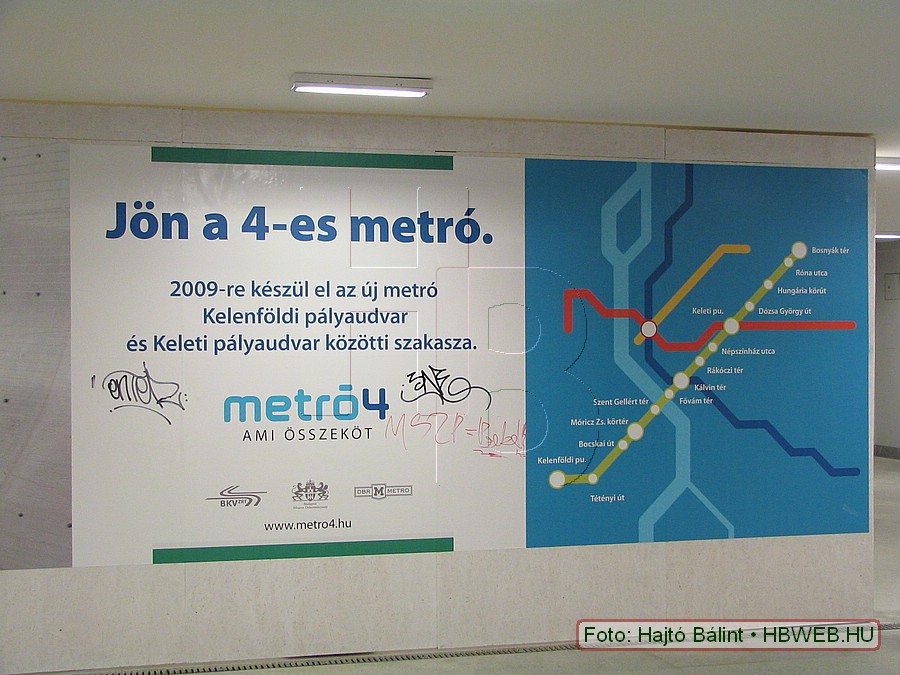 Jön a 4-es metró.
2009-re készül el az új metró
Kelenföldi pályaudvar
és Keleti pályaudvar közötti szakasza.
metró4
AMI ÖSSZEKÖT
MSZP=
BKV ZRT
DBR M METRO
www.metro4.hu
Bosnyák tér
Róna utca
Hungária körút
Keleti pu.
Dózsa György út
Népszínház utca
Rákóczi tér
Kálvin tér
Szent Gellért tér
Fővám tér
Móricz Zs. körtér
Bocskai út
Kelenföldi pu.
Tétényi út
Foto: Hajtó Bálint • HBWEB.HU